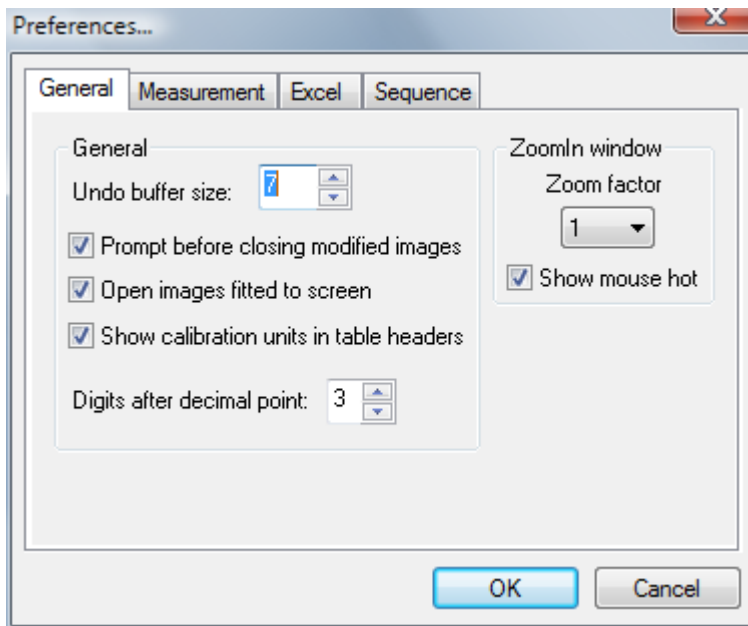 Preferences...
General Measurement Excel Sequence
General
Undo buffer size: 7
Prompt before closing modified images
Open images fitted to screen
Show calibration units in table headers
Digits after decimal point: 3
ZoomIn window
Zoom factor
1
Show mouse hot
OK Cancel